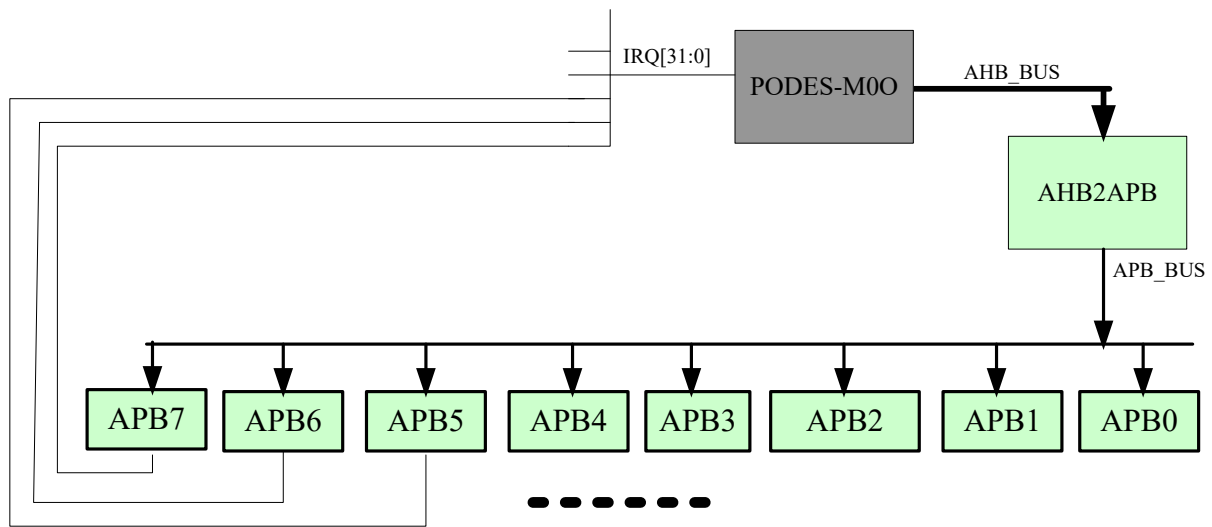 IRQ[31:0]
PODES-M0O
AHB_BUS
AHB2APB
APB_BUS
APB7
APB6
APB5
APB4
APB3
APB2
APB1
APB0